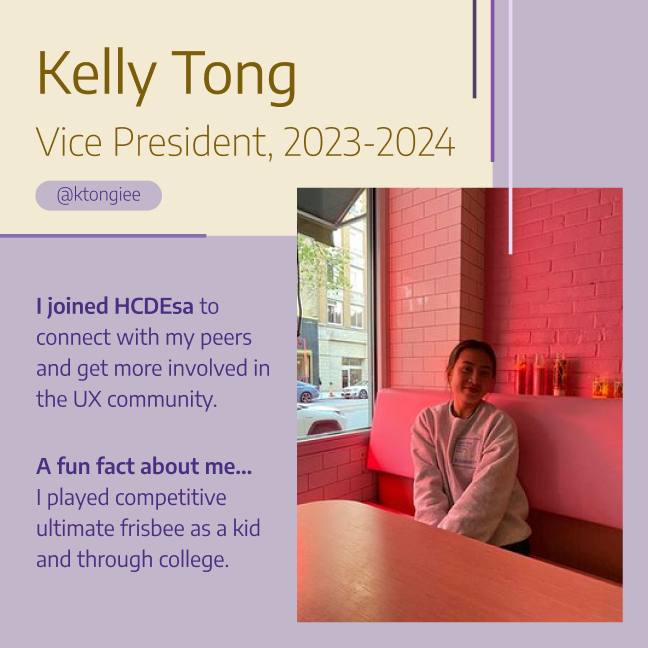 Kelly Tong
Vice President, 2023-2024
@ktongiee
I joined HCDEsa to
connect with my peers
and get more involved in
the UX community.
A fun fact about me...
I played competitive
ultimate frisbee as a kid
and through college.